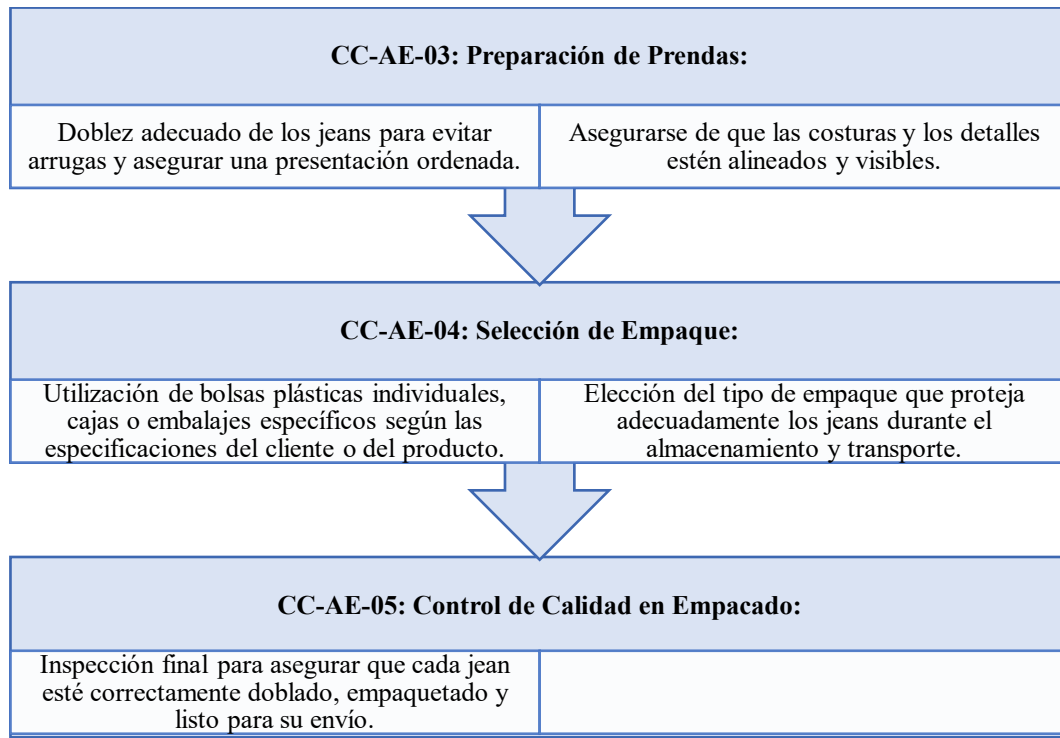 CC-AE-03: Preparación de Prendas:
Doblez adecuado de los jeans para evitar
arrugas y asegurar una presentación ordenada.
Asegurarse de que las costuras y los detalles
estén alineados y visibles.
CC-AE-04: Selección de Empaque:
Utilización de bolsas plásticas individuales,
cajas o embalajes específicos según las
especificaciones del cliente o del producto.
Elección del tipo de empaque que proteja
adecuadamente los jeans durante el
almacenamiento y transporte.
CC-AE-05: Control de Calidad en Empacado:
Inspección final para asegurar que cada jean
esté correctamente doblado, empaquetado y
listo para su envío.